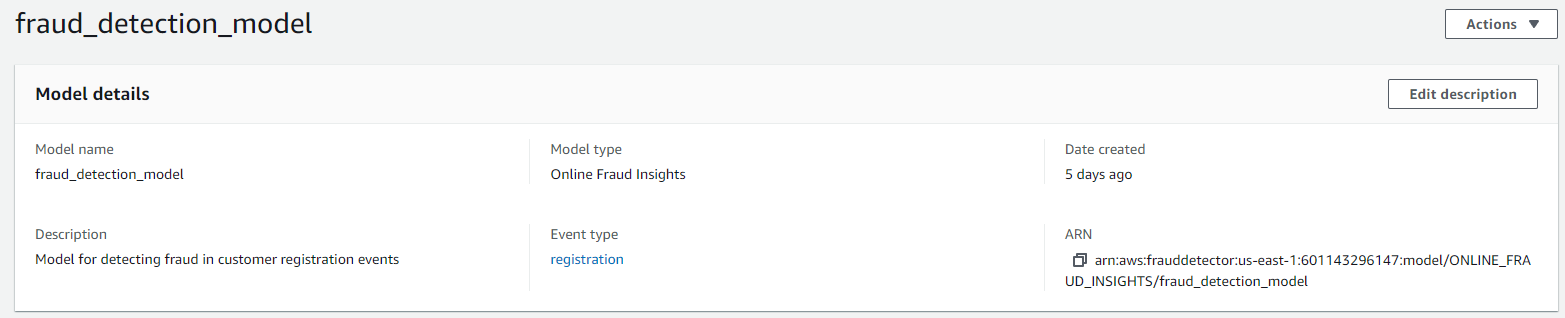 fraud_detection_model
Actions
Model details
Edit description
Model name
fraud_detection_model
Model type
Online Fraud Insights
Date created
5 days ago
Description
Model for detecting fraud in customer registration events
Event type
registration
ARN
arn:aws:frauddetector:us-east-1:601143296147:model/ONLINE_FRA
UD_INSIGHTS/fraud_detection_model